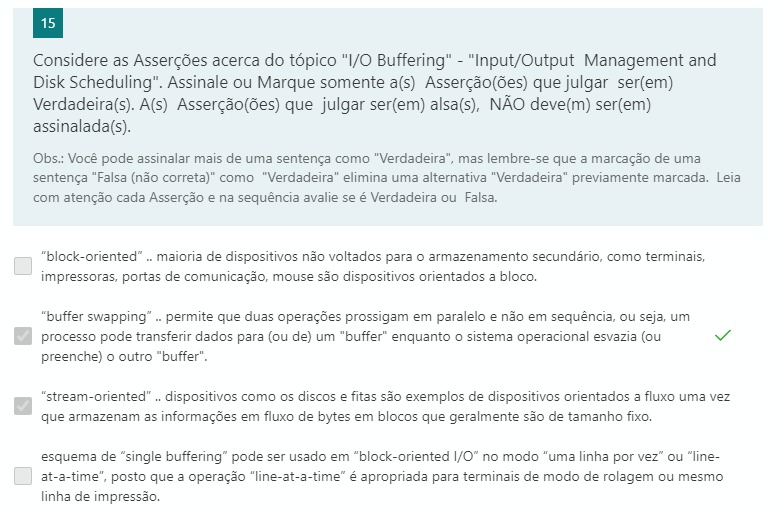 15
Considere as Asserções acerca do tópico "I/O Buffering" - "Input/Output Management and
Disk Scheduling". Assinale ou Marque somente a(s) Asserção(ões) que julgar ser(em)
Verdadeira(s). A(s) Asserção(ões) que julgar ser(em) alsa(s), NÃO deve(m) ser(em)
assinalada(s).
Obs.: Você pode assinalar mais de uma sentença como "Verdadeira", mas lembre-se que a marcação de uma
sentença "Falsa (não correta)" como "Verdadeira" elimina uma alternativa "Verdadeira" previamente marcada. Leia
com atenção cada Asserção e na sequência avalie se é Verdadeira ou Falsa.
“block-oriented” .. maioria de dispositivos não voltados para o armazenamento secundário, como terminais,
impressoras, portas de comunicação, mouse são dispositivos orientados a bloco.
“buffer swapping” .. permite que duas operações prossigam em paralelo e não em sequência, ou seja, um
processo pode transferir dados para (ou de) um "buffer" enquanto o sistema operacional esvazia (ou
preenche) o outro "buffer".
“stream-oriented” .. dispositivos como os discos e fitas são exemplos de dispositivos orientados a fluxo uma vez
que armazenam as informações em fluxo de bytes em blocos que geralmente são de tamanho fixo.
esquema de “single buffering” pode ser usado em “block-oriented I/O” no modo “uma linha por vez” ou “line-
at-a-time”, posto que a operação “line-at-a-time” é apropriada para terminais de modo de rolagem ou mesmo
linha de impressão.